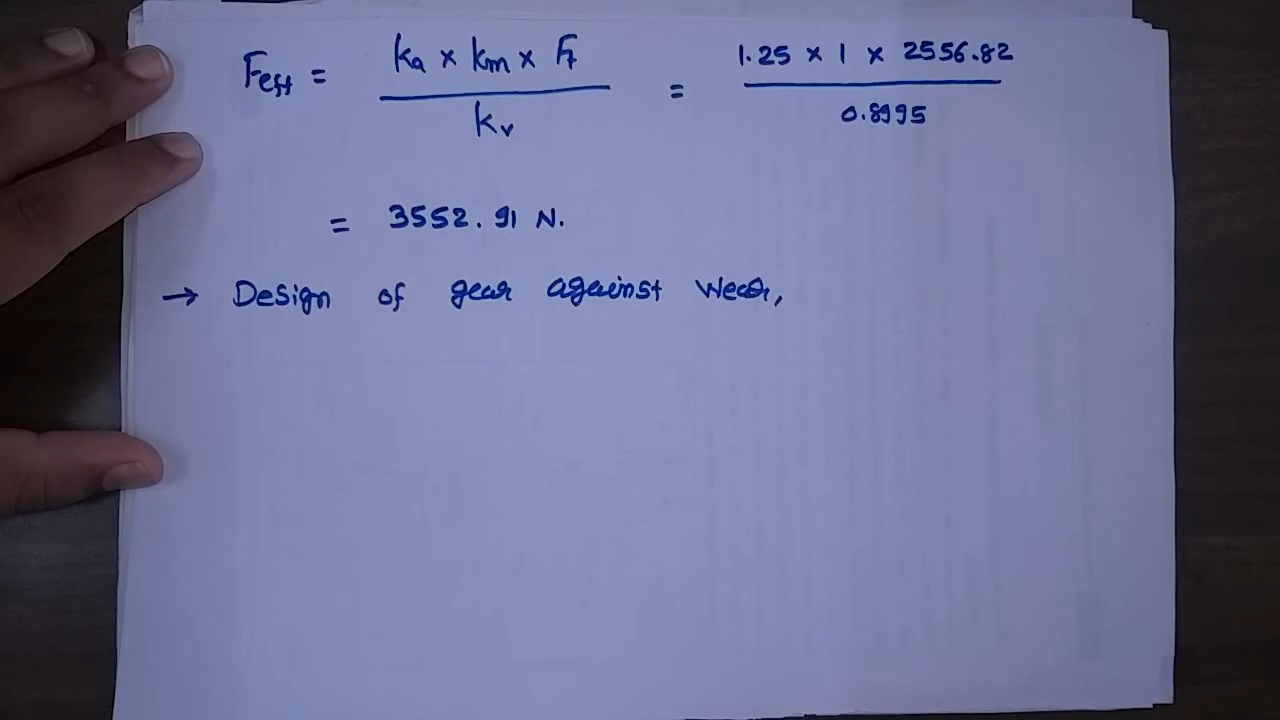 Feff = ka × km × Ft / kv = 1.25 × 1 × 2556.82 / 0.8995
= 3552.91 N.
→ Design of gear against wear,